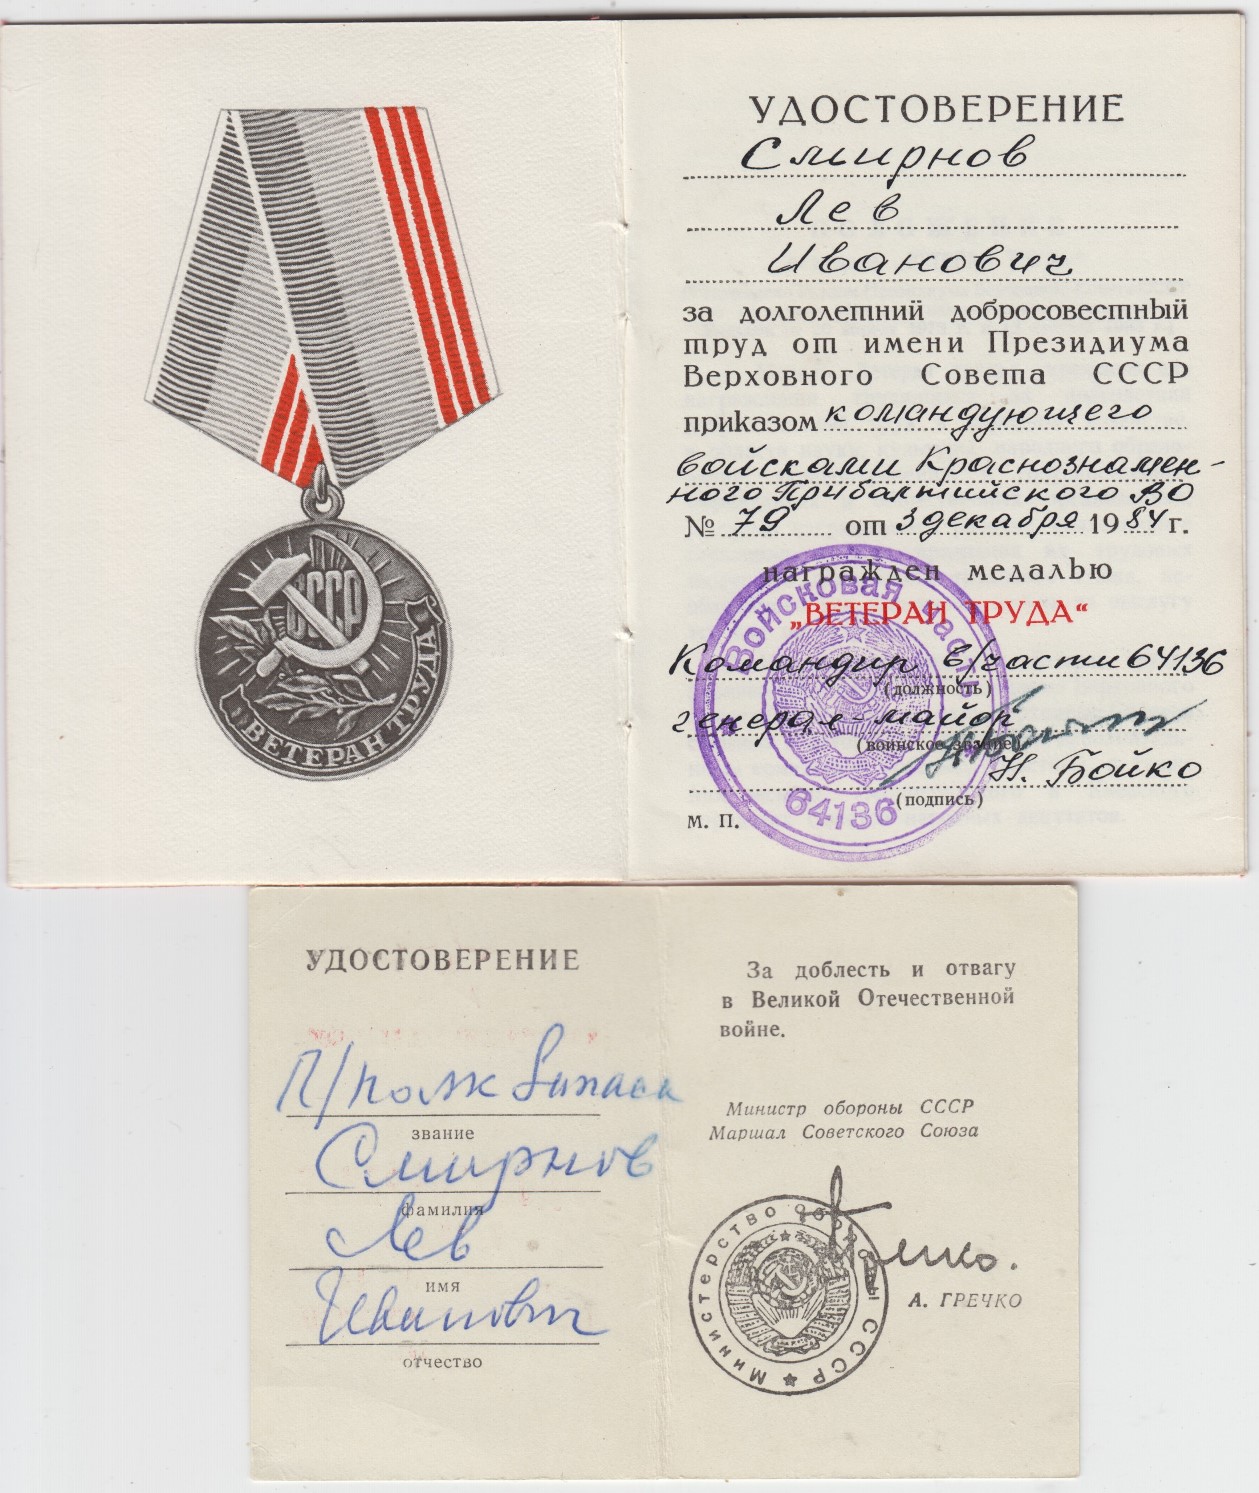 СССР
ВЕТЕРАН ТРУДА
УДОСТОВЕРЕНИЕ
Смирнов
Лев
Иванович
за долголетний добросовестный
труд от имени Президиума
Верховного Совета СССР
приказом командующего
войсками Краснознамен-
ного Прибалтийского ВО
№ 79 от 3 декабря 1984 г.
награжден медалью
„ВЕТЕРАН ТРУДА“
Командир в/части 64136
(должность)
генерал-майор
(воинское звание)
Н. Бойко
(подпись)
М. П.
Войсковая часть
64136
УДОСТОВЕРЕНИЕ
П/полк запаса
звание
Смирнов
фамилия
Лев
имя
Иванович
отчество
За доблесть и отвагу
в Великой Отечественной
войне.
Министр обороны СССР
Маршал Советского Союза
Министерство обороны СССР
А. ГРЕЧКО